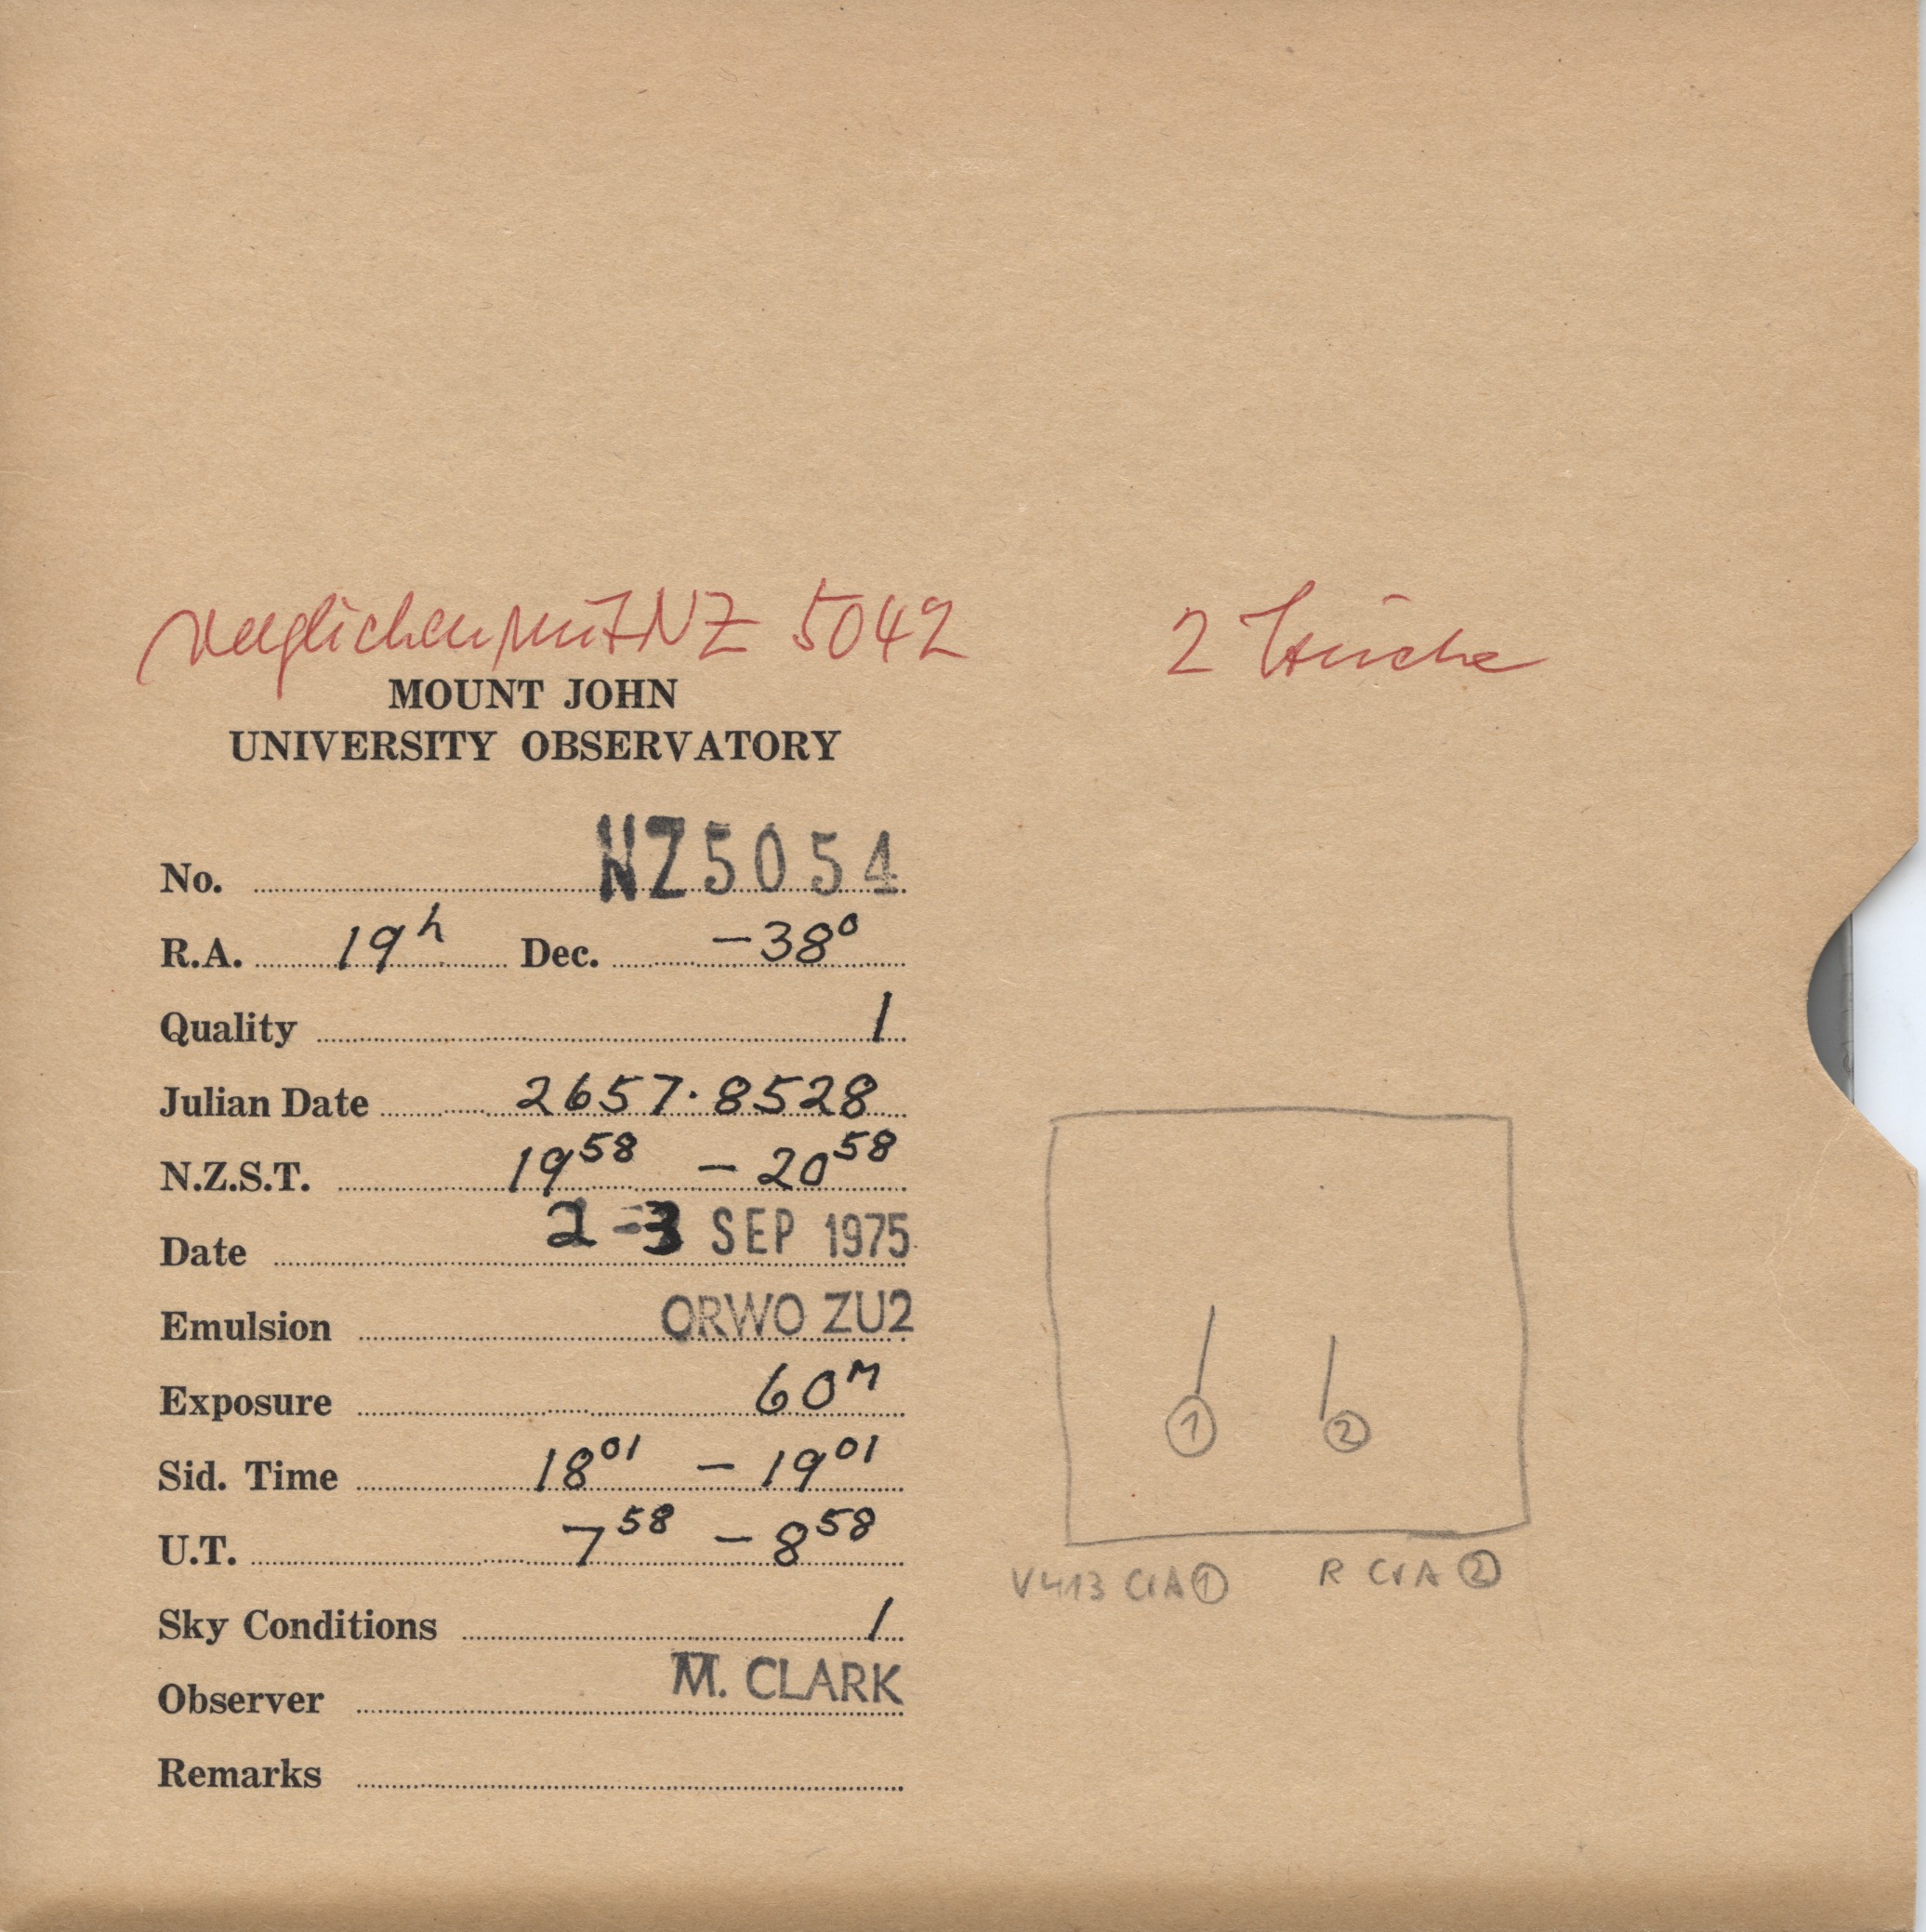 verglichen mit NZ 5042
2 Striche
MOUNT JOHN
UNIVERSITY OBSERVATORY
No. NZ5054
R.A. 19h Dec. -38°
Quality 1
Julian Date 2657.8528
N.Z.S.T. 19 58 - 20 58
Date 2-3 SEP 1975
Emulsion ORWO ZU2
Exposure 60M
Sid. Time 18 01 - 19 01
U.T. 7 58 - 8 58
Sky Conditions 1
Observer M. CLARK
Remarks
① ②
V413 CrA ① R CrA ②